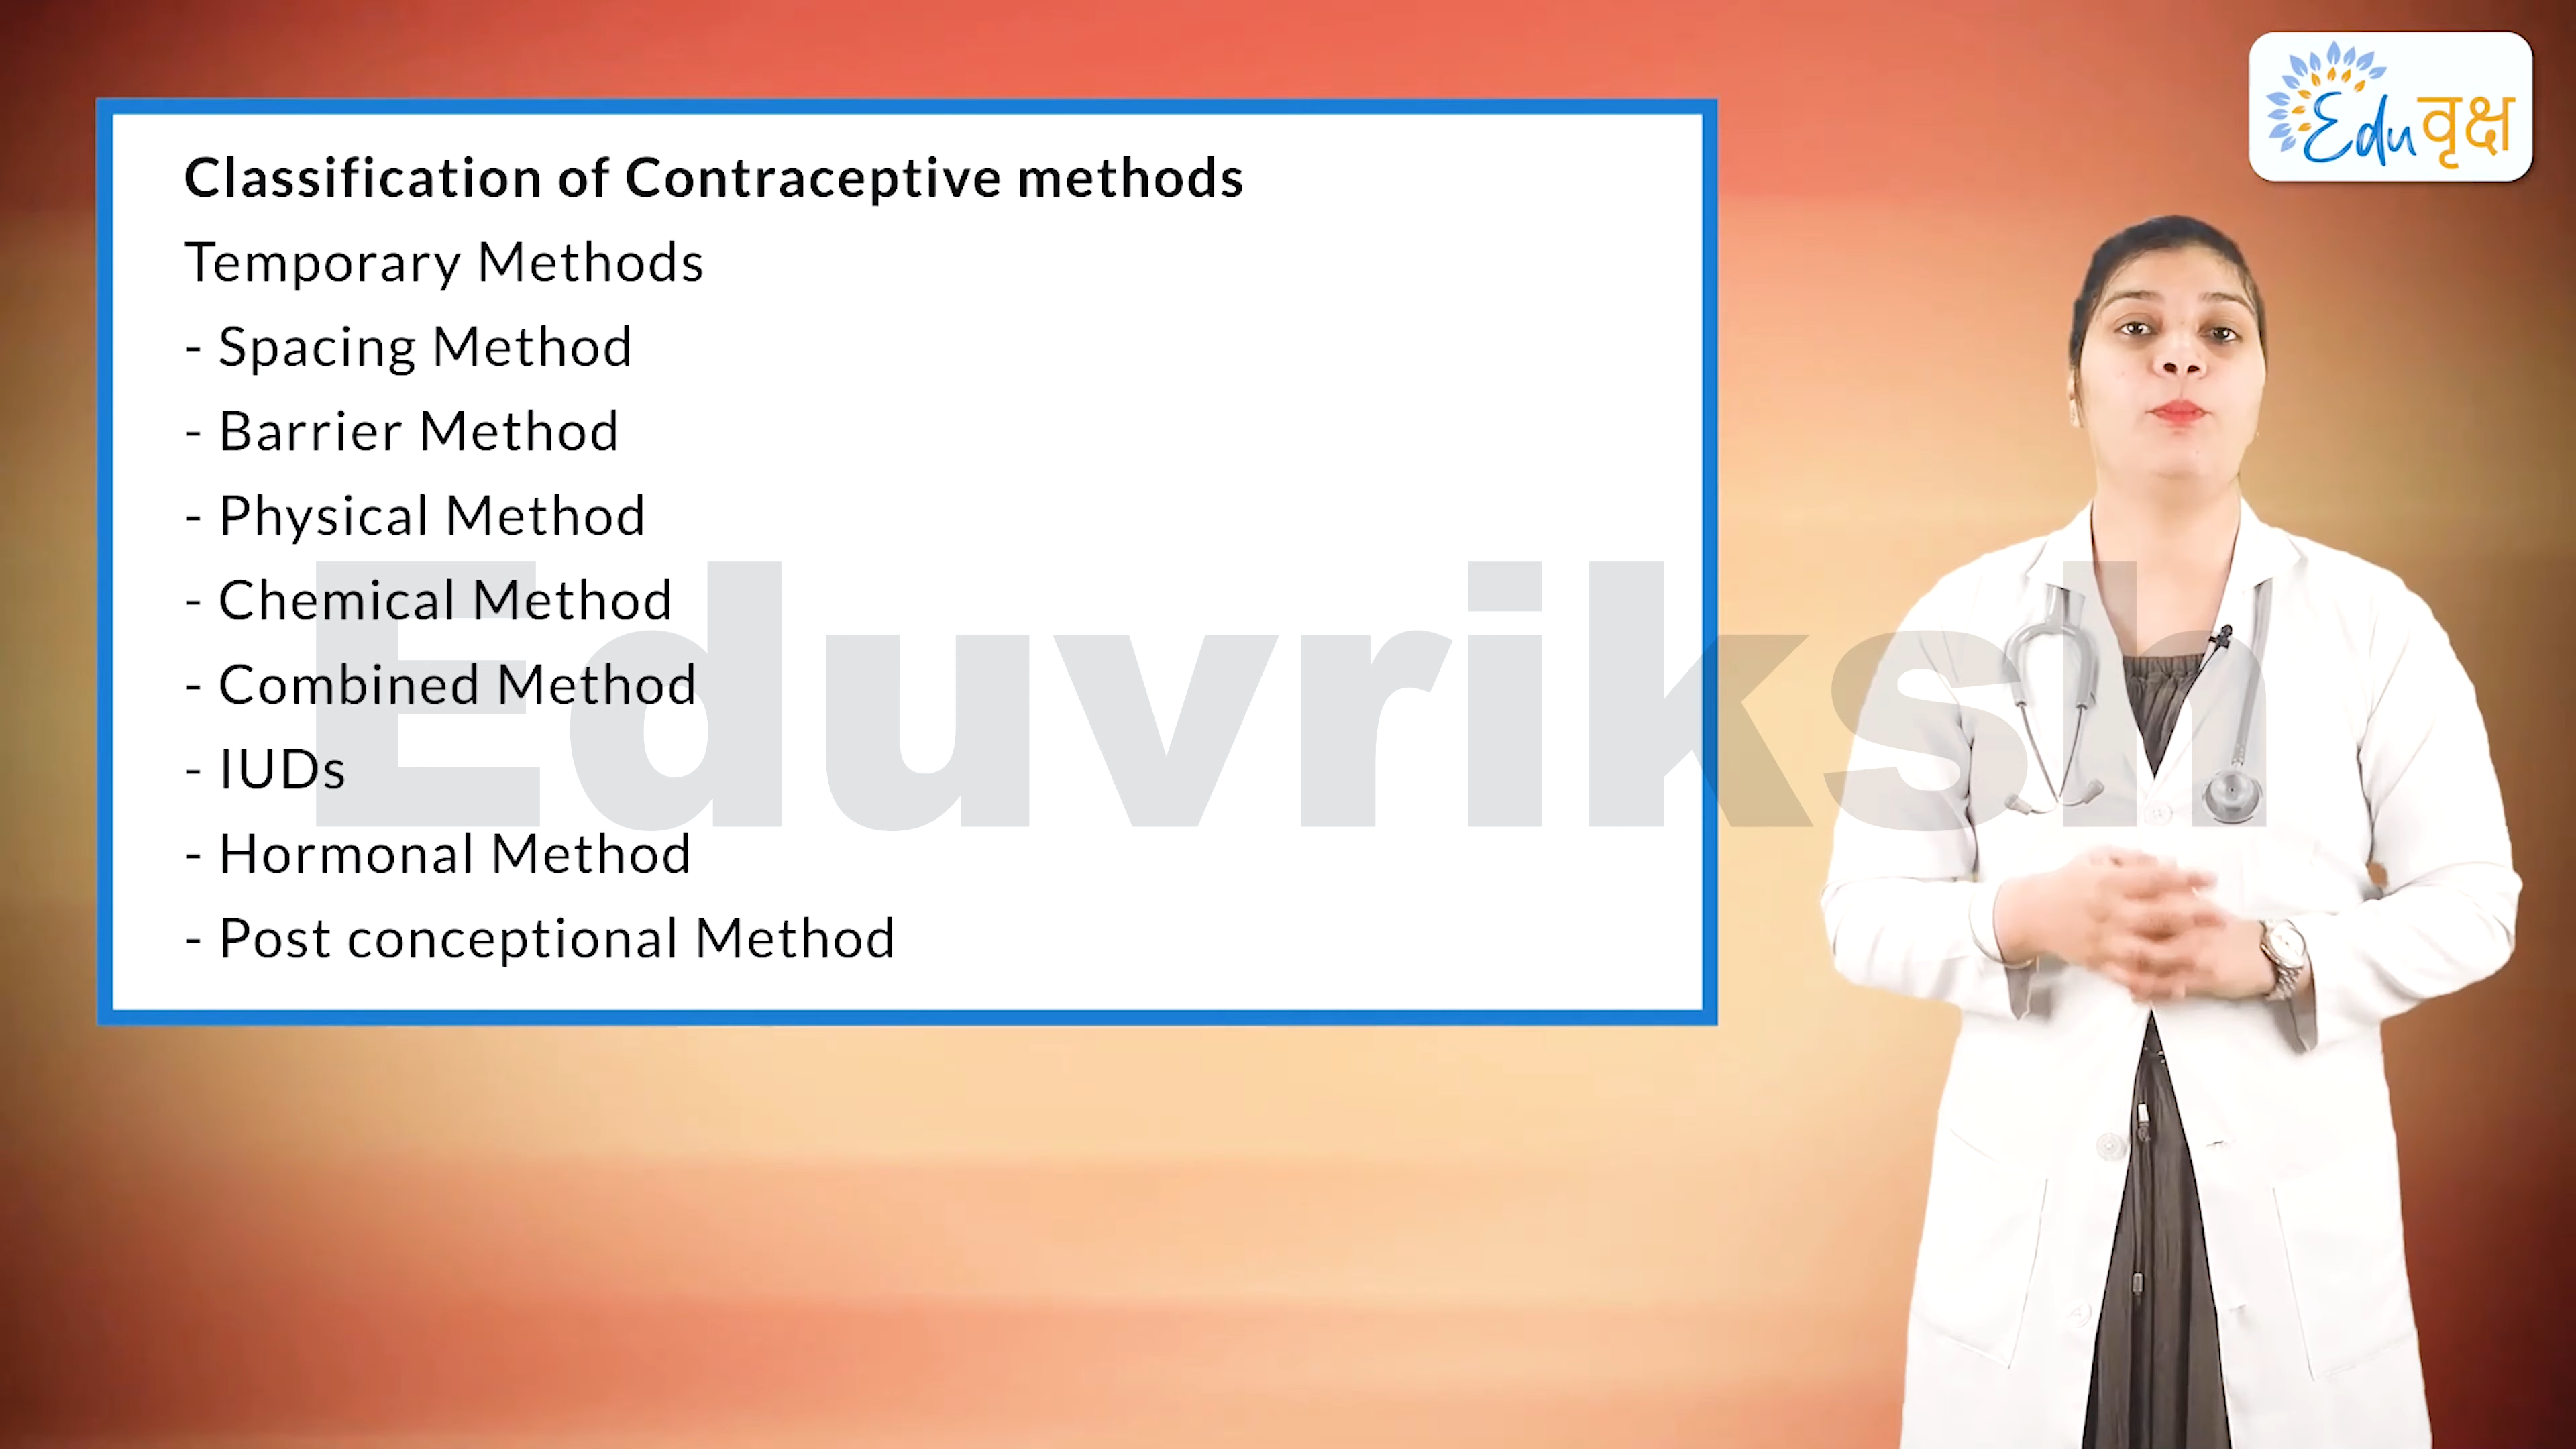 Classification of Contraceptive methods
Temporary Methods
- Spacing Method
- Barrier Method
- Physical Method
- Chemical Method
- Combined Method
- IUDs
- Hormonal Method
- Post conceptional Method
Eduवृक्ष
Eduvriksh